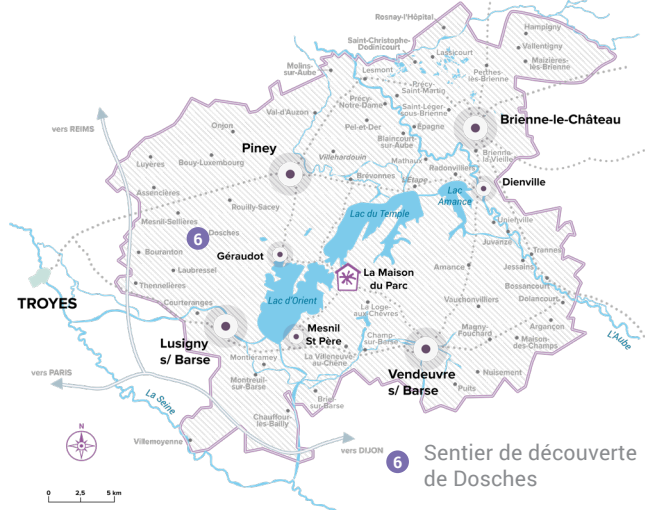 Rosnay-l'Hôpital
Hampigny
Saint-Christophe-
Dodinicourt
Lassicourt
Vallentigny
Maizières-
lès-Brienne
Molins-
sur-Aube
Lesmont
Perthes-
lès-Brienne
Précy-
Saint-Martin
Précy-
Notre-Dame
Saint-Leger-
sous-Brienne
Val-d'Auzon
Brienne-le-Château
vers REIMS
Onjon
Pel-et-Der
Épagne
Blaincourt-
sur-Aube
Piney
Brienne-
la-Vieille
Luyères
Bouy-Luxembourg
Villehardouin
Mathaux
Radonvilliers
Brévonnes
Étape
Dienville
Assencières
Lac
Amance
Rouilly-Sacey
Lac du Temple
Mesnil-Sellières
Unienville
Dosches
6
Juvanzé
Bouranton
Géraudot
Trannes
Laubressel
Amance
Jessains
La Maison
du Parc
Thennelières
Bossancourt
TROYES
Courteranges
Lac d'Orient
Vauchonvilliers
Dolancourt
La Loge-
aux-Chèvres
Lusigny
s/ Barse
Mesnil
St Père
Magny-
Fouchard
Argançon
L'Aube
Champ-
sur-Barse
Maison-
des-Champs
Montiéramey
La Villeneuve-
au-Chêne
Vendeuvre
s/ Barse
vers PARIS
Montreuil-
sur-Barse
Nuisement
Puits
La Seine
Briel-
sur-Barse
Chauffour-
lès-Bailly
N
Villemoyenne
vers DIJON
6 Sentier de découverte
de Dosches
0 2,5 5 km